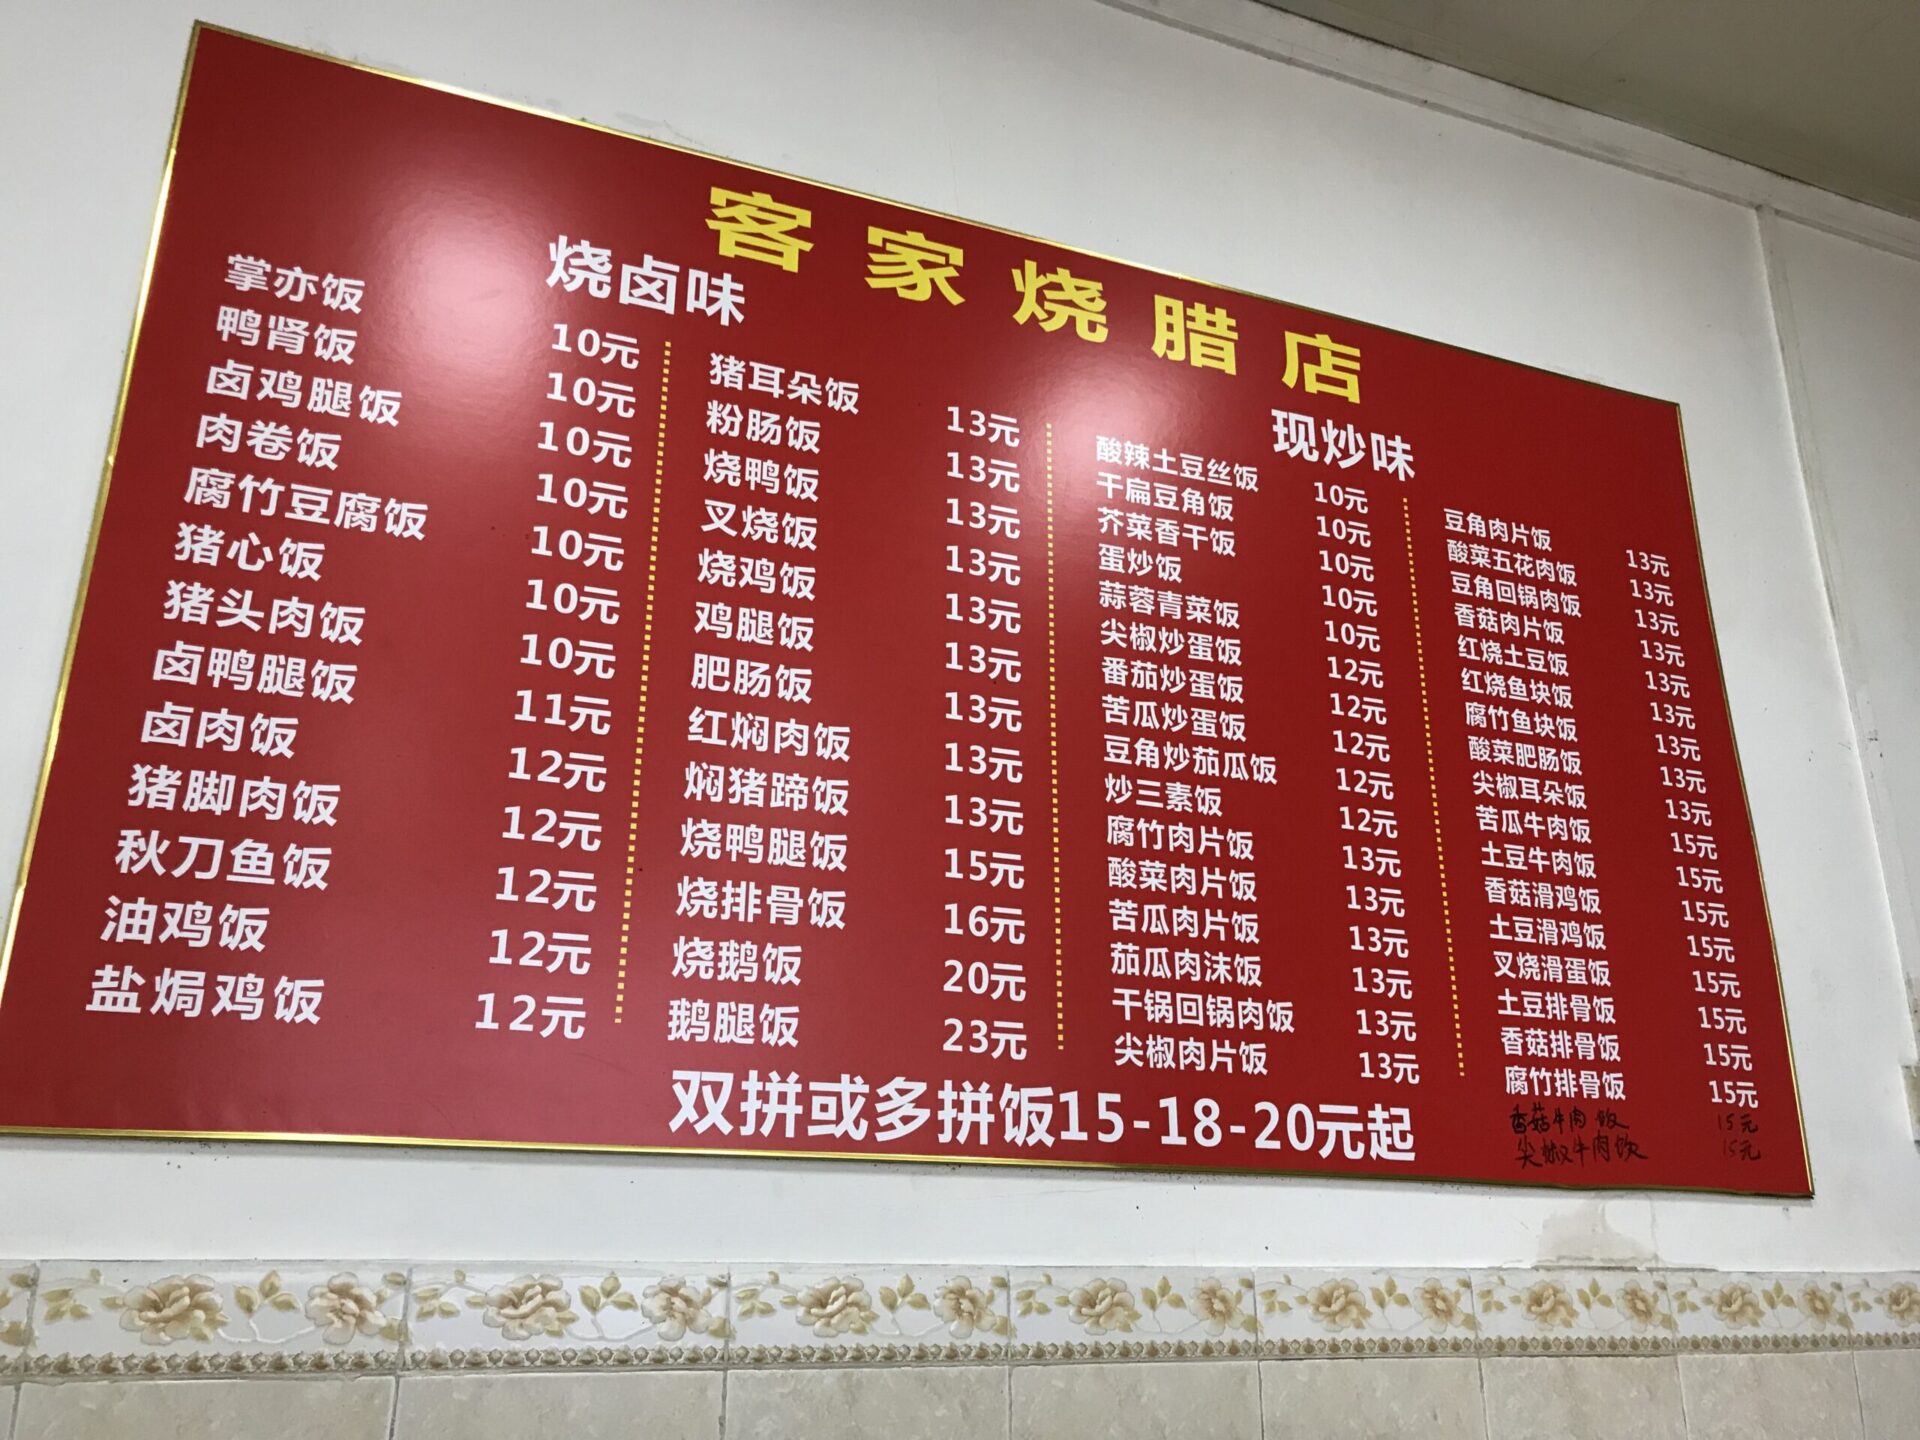 客家烧腊店
烧卤味
掌亦饭 10元
鸭肾饭 10元
卤鸡腿饭 10元
肉卷饭 10元
腐竹豆腐饭 10元
猪心饭 10元
猪头肉饭 10元
卤鸭腿饭 11元
卤肉饭 12元
猪脚肉饭 12元
秋刀鱼饭 12元
油鸡饭 12元
盐焗鸡饭 12元
猪耳朵饭 13元
粉肠饭 13元
烧鸭饭 13元
叉烧饭 13元
烧鸡饭 13元
鸡腿饭 13元
肥肠饭 13元
红焖肉饭 13元
焖猪蹄饭 13元
烧鸭腿饭 15元
烧排骨饭 16元
烧鹅饭 20元
鹅腿饭 23元
现炒味
酸辣土豆丝饭 10元
干扁豆角饭 10元
芥菜香干饭 10元
蛋炒饭 10元
蒜蓉青菜饭 10元
尖椒炒蛋饭 12元
番茄炒蛋饭 12元
苦瓜炒蛋饭 12元
豆角炒茄瓜饭 12元
炒三素饭 12元
腐竹肉片饭 13元
酸菜肉片饭 13元
苦瓜肉片饭 13元
茄瓜肉沫饭 13元
干锅回锅肉饭 13元
尖椒肉片饭 13元
豆角肉片饭 13元
酸菜五花肉饭 13元
豆角回锅肉饭 13元
香菇肉片饭 13元
红烧土豆饭 13元
红烧鱼块饭 13元
腐竹鱼块饭 13元
酸菜肥肠饭 13元
尖椒耳朵饭 13元
苦瓜牛肉饭 15元
土豆牛肉饭 15元
香菇滑鸡饭 15元
土豆滑鸡饭 15元
叉烧滑蛋饭 15元
土豆排骨饭 15元
香菇排骨饭 15元
腐竹排骨饭 15元
香菇牛肉饭 15元
尖椒牛肉饭 15元
双拼或多拼饭15-18-20元起